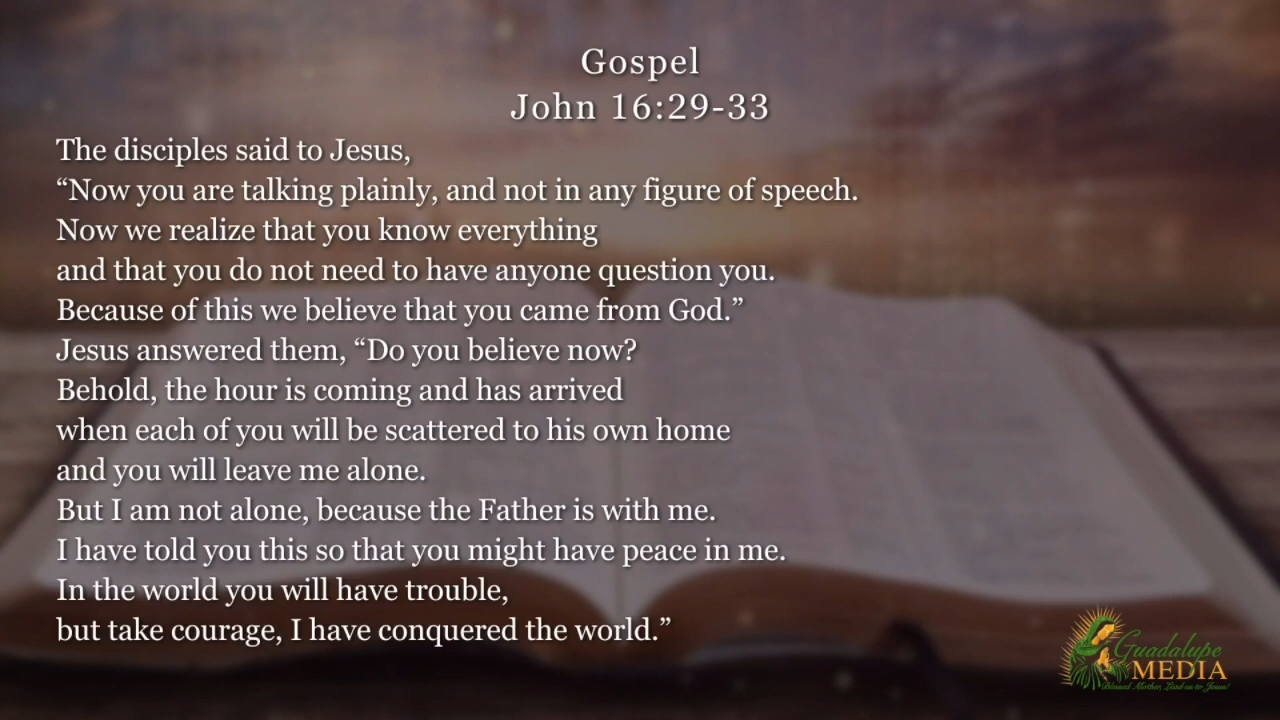 Gospel
John 16:29-33
The disciples said to Jesus,
“Now you are talking plainly, and not in any figure of speech.
Now we realize that you know everything
and that you do not need to have anyone question you.
Because of this we believe that you came from God.”
Jesus answered them, “Do you believe now?
Behold, the hour is coming and has arrived
when each of you will be scattered to his own home
and you will leave me alone.
But I am not alone, because the Father is with me.
I have told you this so that you might have peace in me.
In the world you will have trouble,
but take courage, I have conquered the world.”
Guadalupe
MEDIA
Blessed Mother, Lead us to Jesus!